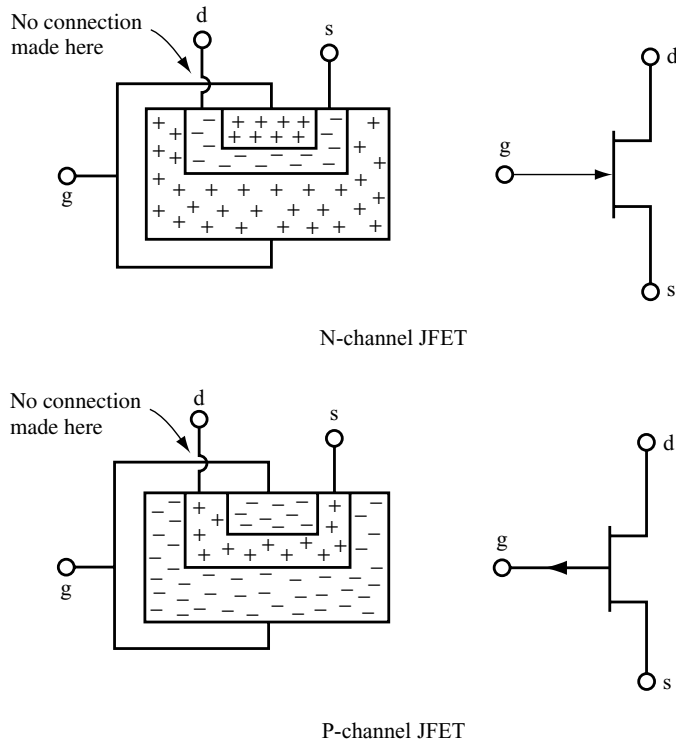 No connection
made here
d
s
g
g
d
s
N-channel JFET
No connection
made here
d
s
g
g
d
s
P-channel JFET